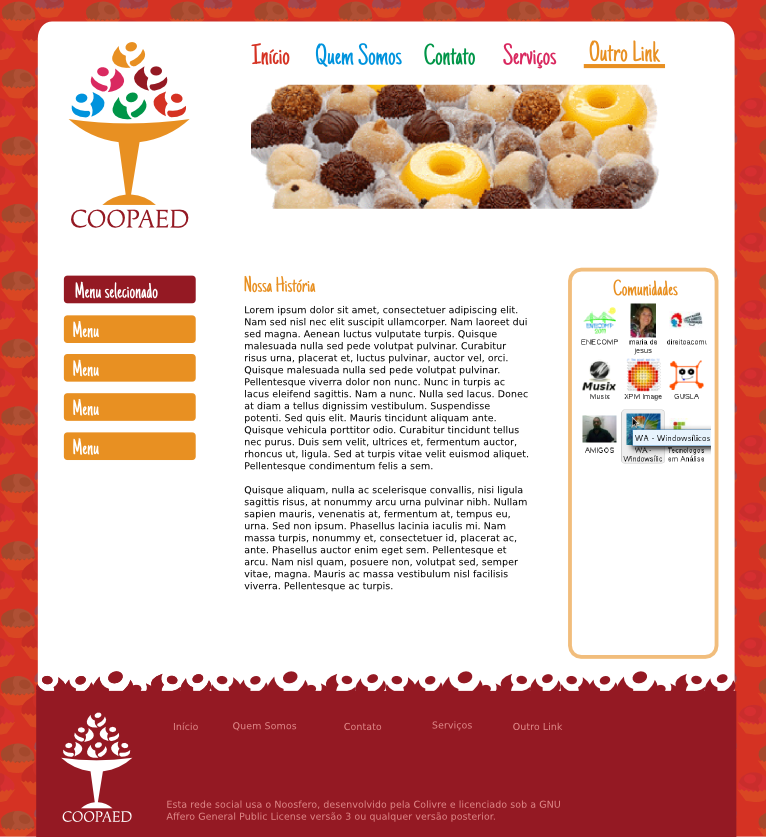 Início Quem Somos Contato Serviços Outro Link
COOPAED
Menu selecionado
Menu
Menu
Menu
Menu
Nossa História
Lorem ipsum dolor sit amet, consectetuer adipiscing elit.
Nam sed nisl nec elit suscipit ullamcorper. Nam laoreet dui
sed magna. Aenean luctus vulputate turpis. Quisque
malesuada nulla sed pede volutpat pulvinar. Curabitur
risus urna, placerat et, luctus pulvinar, auctor vel, orci.
Quisque malesuada nulla sed pede volutpat pulvinar.
Pellentesque viverra dolor non nunc. Nunc in turpis ac
lacus eleifend sagittis. Nam a nunc. Nulla sed lacus. Donec
at diam a tellus dignissim vestibulum. Suspendisse
potenti. Sed quis elit. Mauris tincidunt aliquam ante.
Quisque vehicula porttitor odio. Curabitur tincidunt tellus
nec purus. Duis sem velit, ultrices et, fermentum auctor,
rhoncus ut, ligula. Sed at turpis vitae velit euismod aliquet.
Pellentesque condimentum felis a sem.
Quisque aliquam, nulla ac scelerisque convallis, nisi ligula
sagittis risus, at nonummy arcu urna pulvinar nibh. Nullam
sapien mauris, venenatis at, fermentum at, tempus eu,
urna. Sed non ipsum. Phasellus lacinia iaculis mi. Nam
massa turpis, nonummy et, consectetuer id, placerat ac,
ante. Phasellus auctor enim eget sem. Pellentesque et
arcu. Nam nisl quam, posuere non, volutpat sed, semper
vitae, magna. Mauris ac massa vestibulum nisl facilisis
viverra. Pellentesque ac turpis.
Comunidades
ENECOMP
ENECOMP maria de jesus direitoacomu
Musix
Musix XPM Image GUSLA
WA - Windowsílicos
AMIGOS WA - Windowsílic Tecnólogos em Análise
Início Quem Somos Contato Serviços Outro Link
COOPAED
Esta rede social usa o Noosfero, desenvolvido pela Colivre e licenciado sob a GNU
Affero General Public License versão 3 ou qualquer versão posterior.